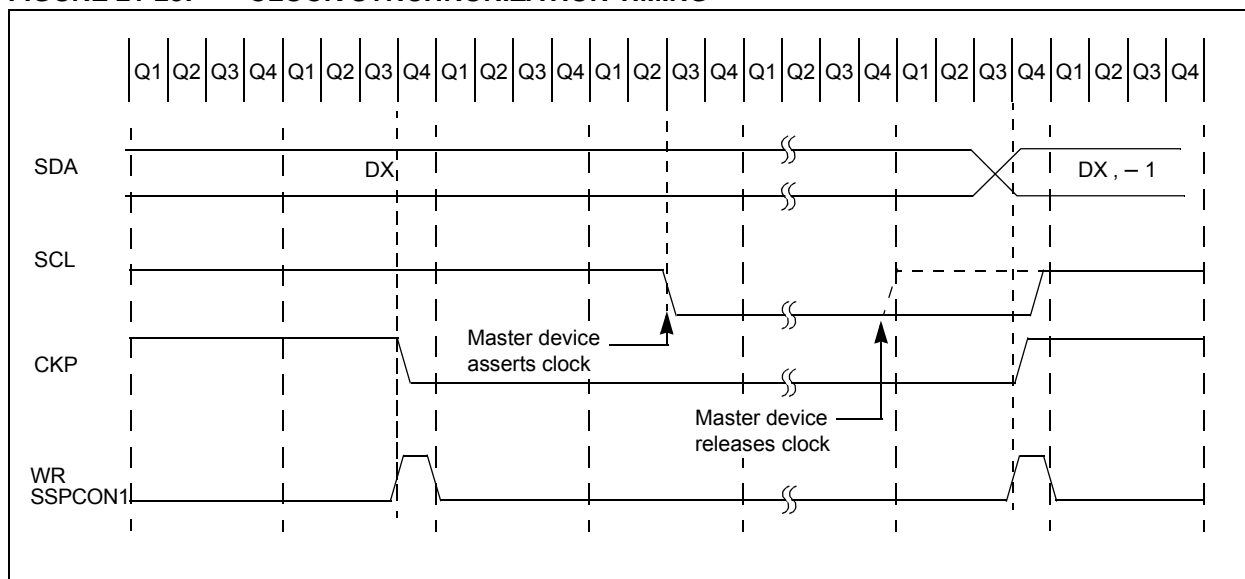 FIGURE CLOCK SYNCHRONIZATION TIMING
Q1 Q2 Q3 Q4 Q1 Q2 Q3 Q4 Q1 Q2 Q3 Q4 Q1 Q2 Q3 Q4 Q1 Q2 Q3 Q4 Q1 Q2 Q3 Q4 Q1 Q2 Q3 Q4
SDA DX DX , – 1
SCL
Master device
asserts clock
CKP
Master device
releases clock
WR
SSPCON1